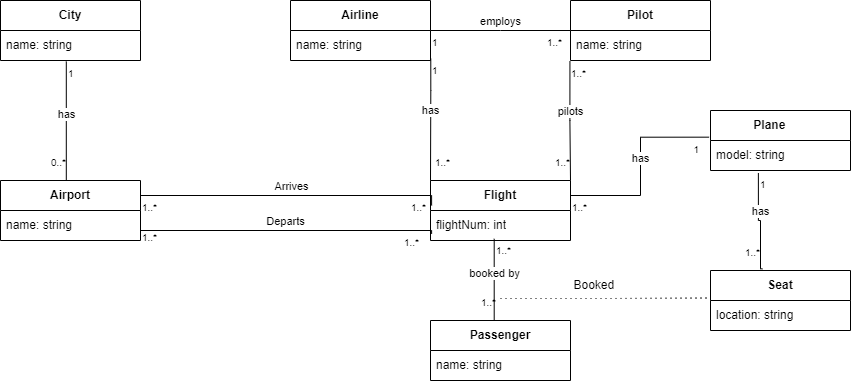 City
name: string
Airline
name: string
Pilot
name: string
employs
1
1..*
1
has
0..*
1
has
1..*
1..*
pilots
1..*
Plane
model: string
1
has
1..*
1
has
1..*
Airport
name: string
Arrives
1..*
1..*
Departs
1..*
1..*
Flight
flightNum: int
1..*
booked by
1..*
Booked
Seat
location: string
Passenger
name: string